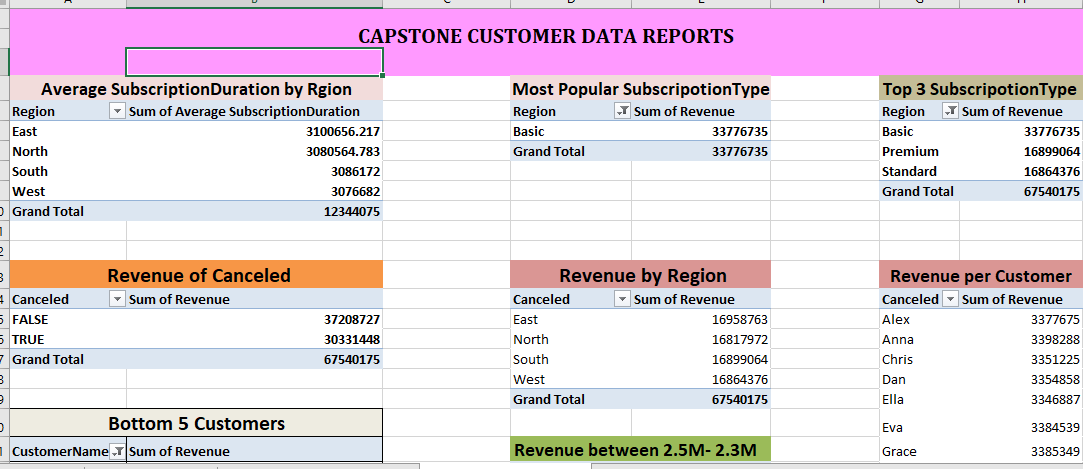 CAPSTONE CUSTOMER DATA REPORTS
Average SubscriptionDuration by Rgion
Region Sum of Average SubscriptionDuration
East 3100656.217
North 3080564.783
South 3086172
West 3076682
Grand Total 12344075
Most Popular SubscripotionType
Region Sum of Revenue
Basic 33776735
Grand Total 33776735
Top 3 SubscripotionType
Region Sum of Revenue
Basic 33776735
Premium 16899064
Standard 16864376
Grand Total 67540175
Revenue of Canceled
Canceled Sum of Revenue
FALSE 37208727
TRUE 30331448
Grand Total 67540175
Revenue by Region
Canceled Sum of Revenue
East 16958763
North 16817972
South 16899064
West 16864376
Grand Total 67540175
Revenue per Customer
Canceled Sum of Revenue
Alex 3377675
Anna 3398288
Chris 3351225
Dan 3354858
Ella 3346887
Eva 3384539
Grace 3385349
Bottom 5 Customers
CustomerName Sum of Revenue
Revenue between 2.5M- 2.3M